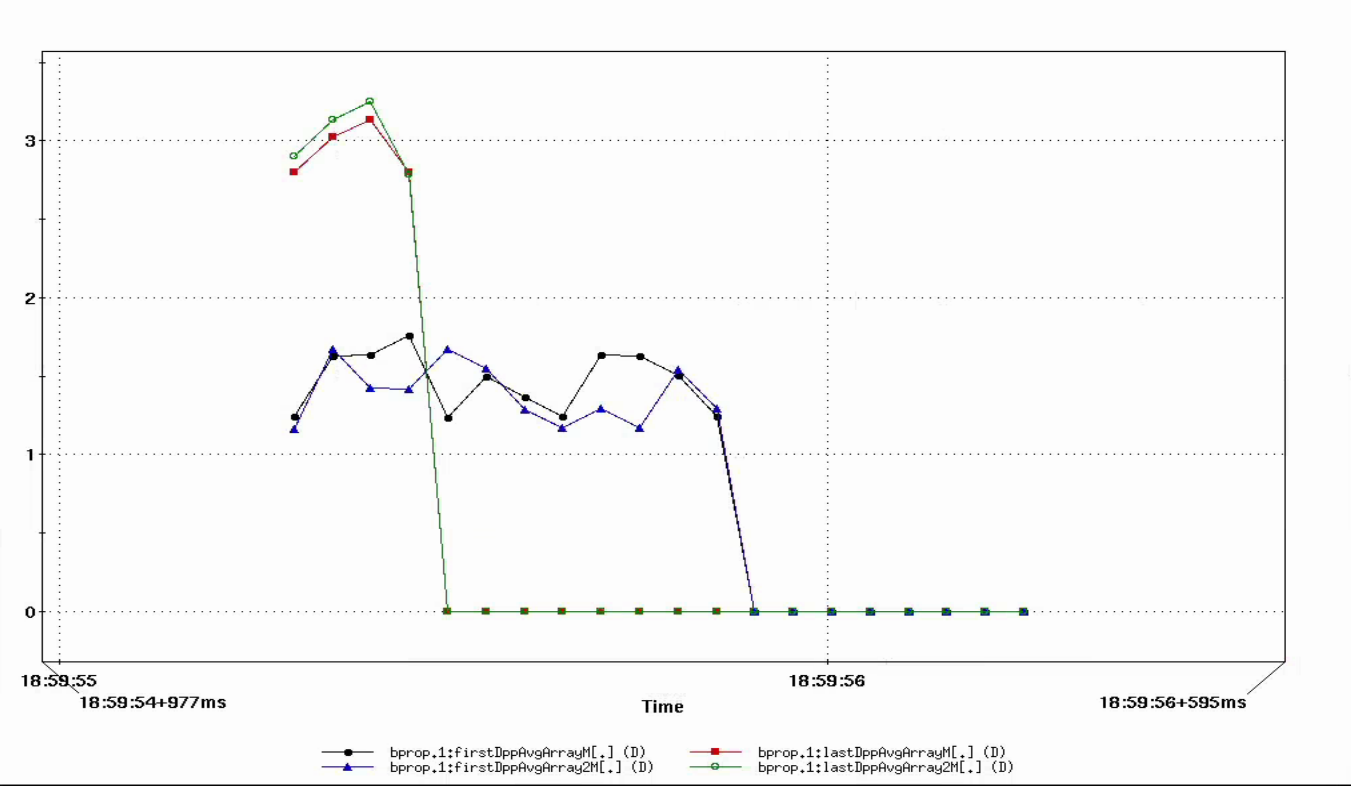 3
2
1
0
18:59:55 18:59:56
18:59:54+977ms Time 18:59:56+595ms
bprop.1:firstDppAvgArrayM[.] (D) bprop.1:lastDppAvgArrayM[.] (D)
bprop.1:firstDppAvgArray2M[.] (D) bprop.1:lastDppAvgArray2M[.] (D)